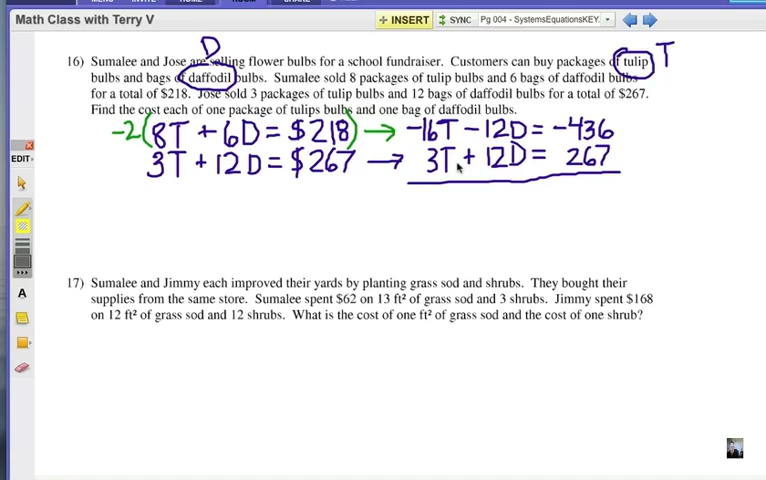 Math Class with Terry V
INSERT
SYNC
Pg 004 - SystemsEquationsKEY.
D
16) Sumalee and Jose are selling flower bulbs for a school fundraiser. Customers can buy packages of tulip T
bulbs and bags of daffodil bulbs. Sumalee sold 8 packages of tulip bulbs and 6 bags of daffodil bulbs
for a total of $218. Jose sold 3 packages of tulip bulbs and 12 bags of daffodil bulbs for a total of $267.
Find the cost each of one package of tulips bulbs and one bag of daffodil bulbs.
-2(8T + 6D = $218) → -16T - 12D = -436
3T + 12D = $267 → 3T + 12D = 267
EDIT
A
17) Sumalee and Jimmy each improved their yards by planting grass sod and shrubs. They bought their
supplies from the same store. Sumalee spent $62 on 13 ft² of grass sod and 3 shrubs. Jimmy spent $168
on 12 ft² of grass sod and 12 shrubs. What is the cost of one ft² of grass sod and the cost of one shrub?